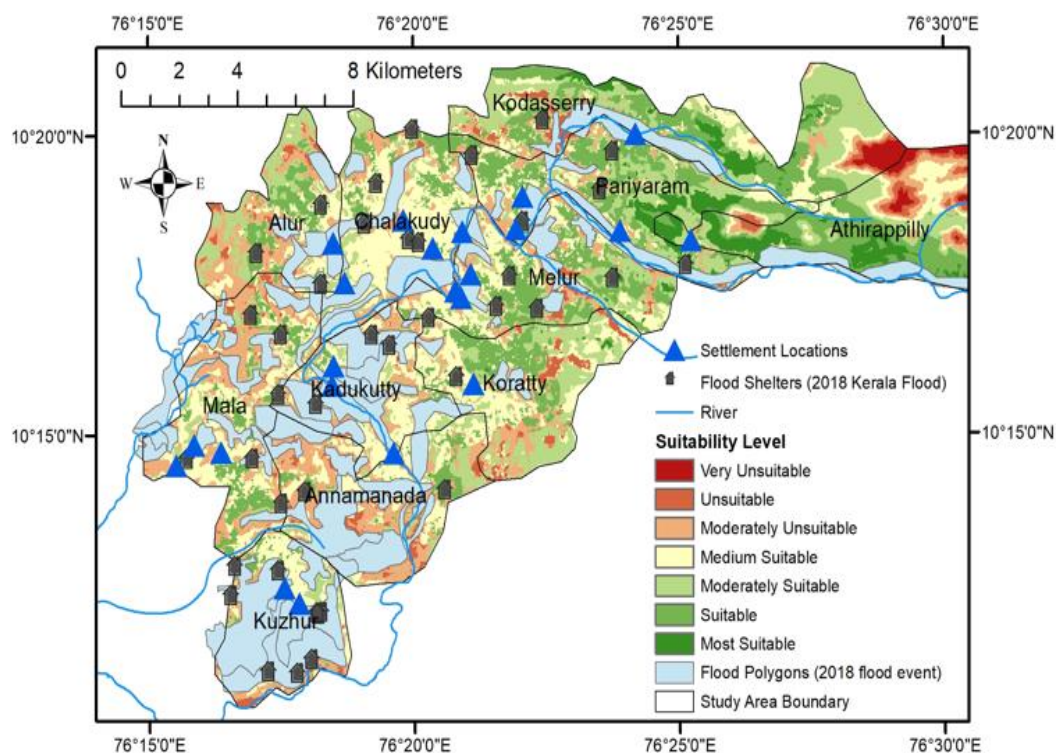 76°15'0"E 76°20'0"E 76°25'0"E 76°30'0"E
0 2 4 8 Kilometers
10°20'0"N
10°20'0"N
N
W E
S
Kodasserry
Pariyaram
Alur
Chalakudy
Athirappilly
Melur
Kadukutty
Koratty
Mala
10°15'0"N
10°15'0"N
Annamanada
Kuzhur
Settlement Locations
Flood Shelters (2018 Kerala Flood)
River
Suitability Level
Very Unsuitable
Unsuitable
Moderately Unsuitable
Medium Suitable
Moderately Suitable
Suitable
Most Suitable
Flood Polygons (2018 flood event)
Study Area Boundary
76°15'0"E 76°20'0"E 76°25'0"E 76°30'0"E